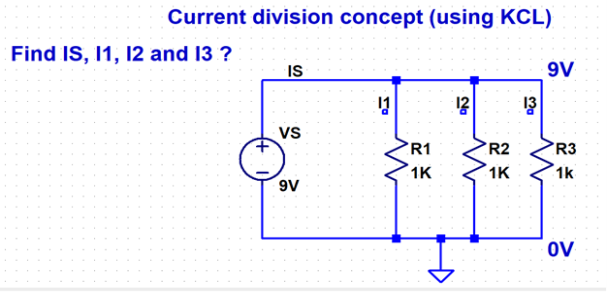 Current division concept (using KCL)
Find IS, I1, I2 and I3 ?
IS
9V
I1
I2
I3
VS
R1
R2
R3
1K
1K
1k
9V
0V